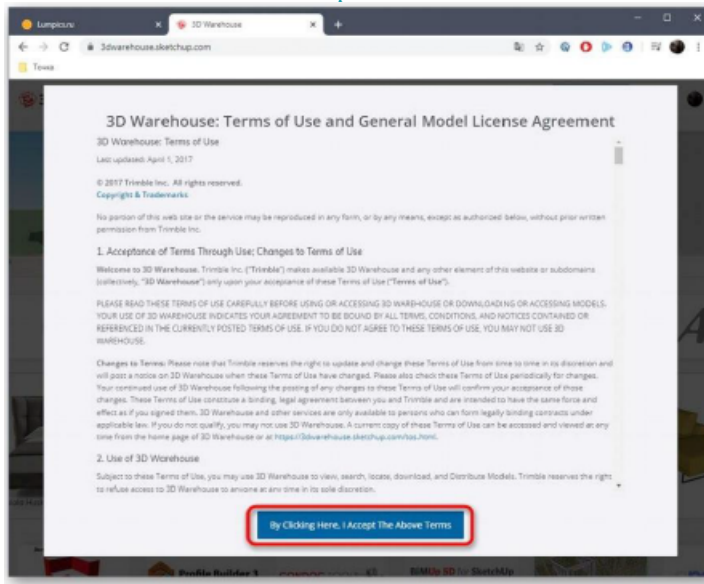 Lumpics.ru
3D Warehouse
3dwarehouse.sketchup.com
Точка
3D Warehouse: Terms of Use and General Model License Agreement
3D Warehouse: Terms of Use
Last updated: April 1, 2017
© 2017 Trimble Inc. All rights reserved.
Copyright & Trademarks
No portion of this web site or the service may be reproduced in any form, or by any means, except as authorized below, without prior written
permission from Trimble Inc.
1. Acceptance of Terms Through Use; Changes to Terms of Use
Welcome to 3D Warehouse. Trimble Inc. ("Trimble") makes available 3D Warehouse and any other element of this website or subdomains
(collectively, "3D Warehouse") only upon your acceptance of these Terms of Use ("Terms of Use").
PLEASE READ THESE TERMS OF USE CAREFULLY BEFORE USING OR ACCESSING 3D WAREHOUSE OR DOWNLOADING OR ACCESSING MODELS.
YOUR USE OF 3D WAREHOUSE INDICATES YOUR AGREEMENT TO BE BOUND BY ALL TERMS, CONDITIONS, AND NOTICES CONTAINED OR
REFERENCED IN THE CURRENTLY POSTED TERMS OF USE. IF YOU DO NOT AGREE TO THESE TERMS OF USE, YOU MAY NOT USE 3D
WAREHOUSE.
Changes to Terms: Please note that Trimble reserves the right to update and change these Terms of Use from time to time in its discretion and
will post a notice on 3D Warehouse when these Terms of Use have changed. Please also check these Terms of Use periodically for changes.
Your continued use of 3D Warehouse following the posting of any changes to these Terms of Use will confirm your acceptance of those
changes. These Terms of Use constitute a binding, legal agreement between you and Trimble and are intended to have the same force and
effect as if you signed them. 3D Warehouse and other services are only available to persons who can form legally binding contracts under
applicable law. If you do not qualify, you may not use 3D Warehouse. A current copy of these Terms of Use can be accessed and viewed at any
time from the home page of 3D Warehouse or at https://3dwarehouse.sketchup.com/tos.html.
2. Use of 3D Warehouse
Subject to these Terms of Use, you may use 3D Warehouse to view, search, locate, download, and Distribute Models. Trimble reserves the right
to refuse access to 3D Warehouse to anyone at any time in its sole discretion.
By Clicking Here, I Accept The Above Terms
Profile Builder 3
BIMUp 5D for SketchUp